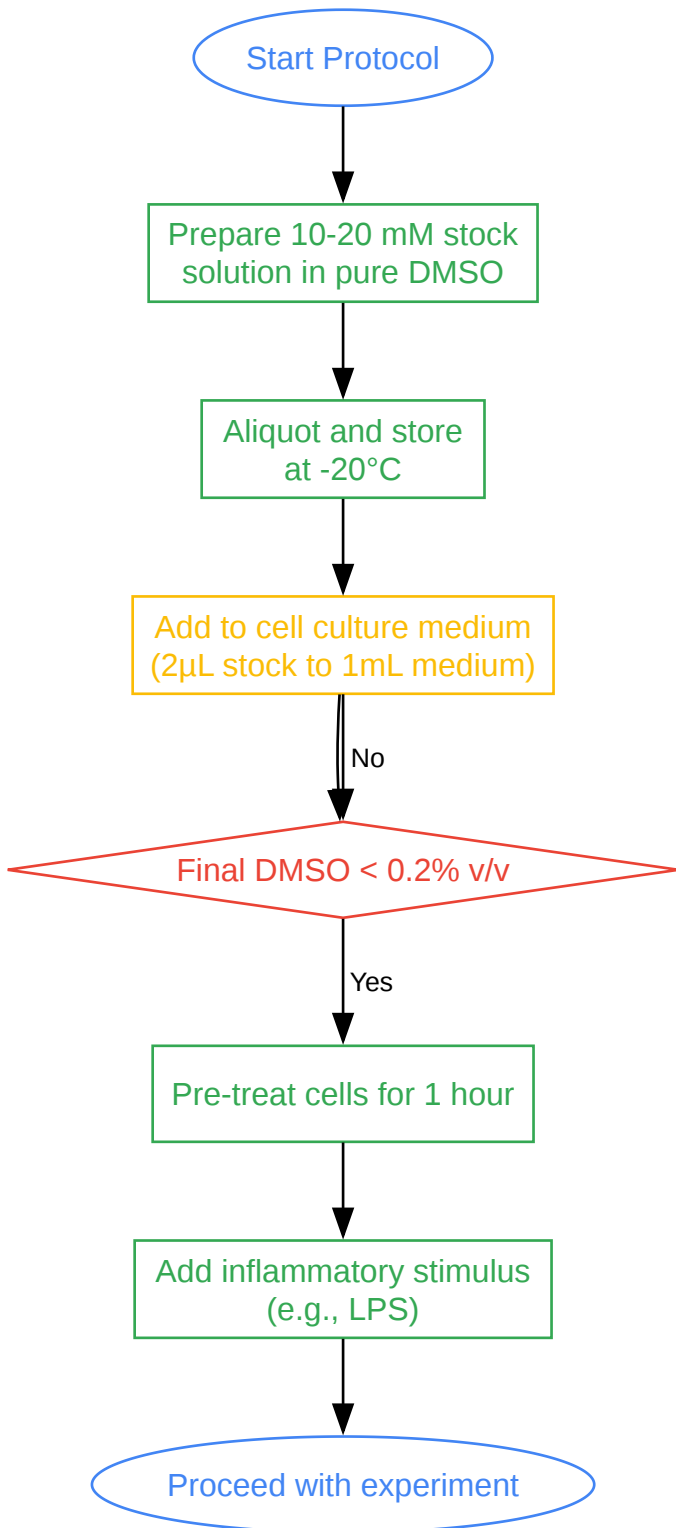 Start Protocol
Prepare 10-20 mM stock
solution in pure DMSO
Aliquot and store
at -20°C
Add to cell culture medium
(2µL stock to 1mL medium)
No
Final DMSO < 0.2% v/v
Yes
Pre-treat cells for 1 hour
Add inflammatory stimulus
(e.g., LPS)
Proceed with experiment